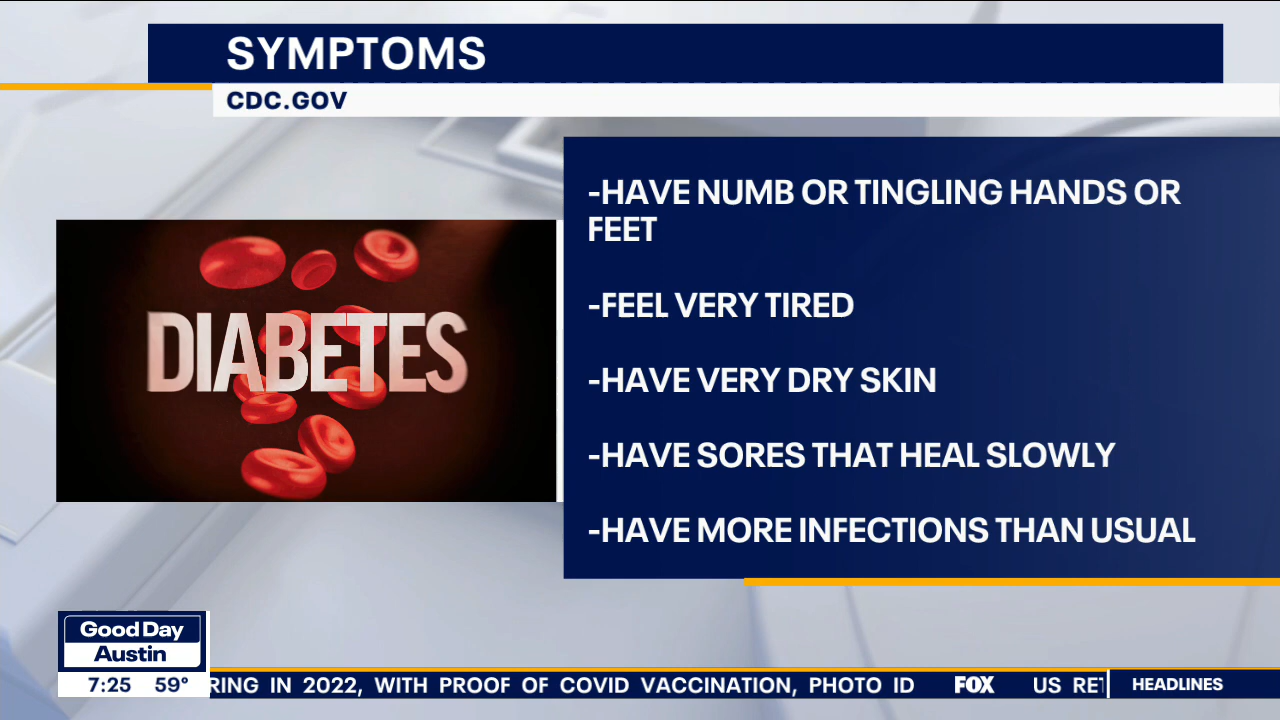 SYMPTOMS
CDC.GOV
-HAVE NUMB OR TINGLING HANDS OR
FEET
-FEEL VERY TIRED
-HAVE VERY DRY SKIN
-HAVE SORES THAT HEAL SLOWLY
-HAVE MORE INFECTIONS THAN USUAL
DIABETES
Good Day
Austin
7:25 59°
RING IN 2022, WITH PROOF OF COVID VACCINATION, PHOTO ID FOX US RET HEADLINES